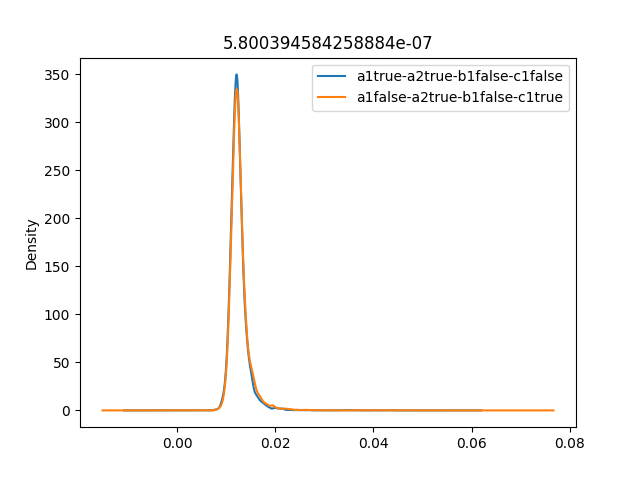 5.800394584258884e-07
a1true-a2true-b1false-c1false
a1false-a2true-b1false-c1true
Density
350
300
250
200
150
100
50
0
0.00 0.02 0.04 0.06 0.08